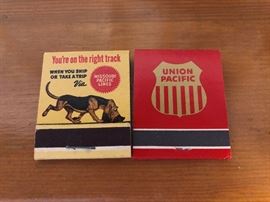 You're on the right track
WHEN YOU SHIP
OR TAKE A TRIP
Via
MISSOURI
PACIFIC
LINES
UNION
PACIFIC